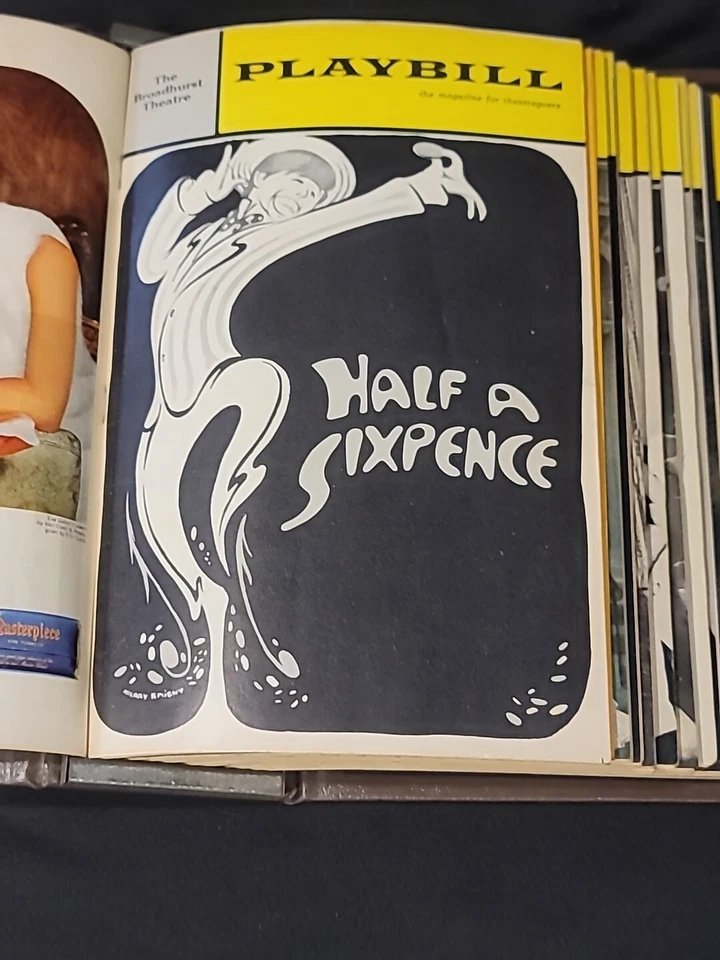 The
Broadhurst
Theatre
PLAYBILL
the magazine for theatregoers
HALF A
SIXPENCE
HILARY KNIGHT
Masterpiece